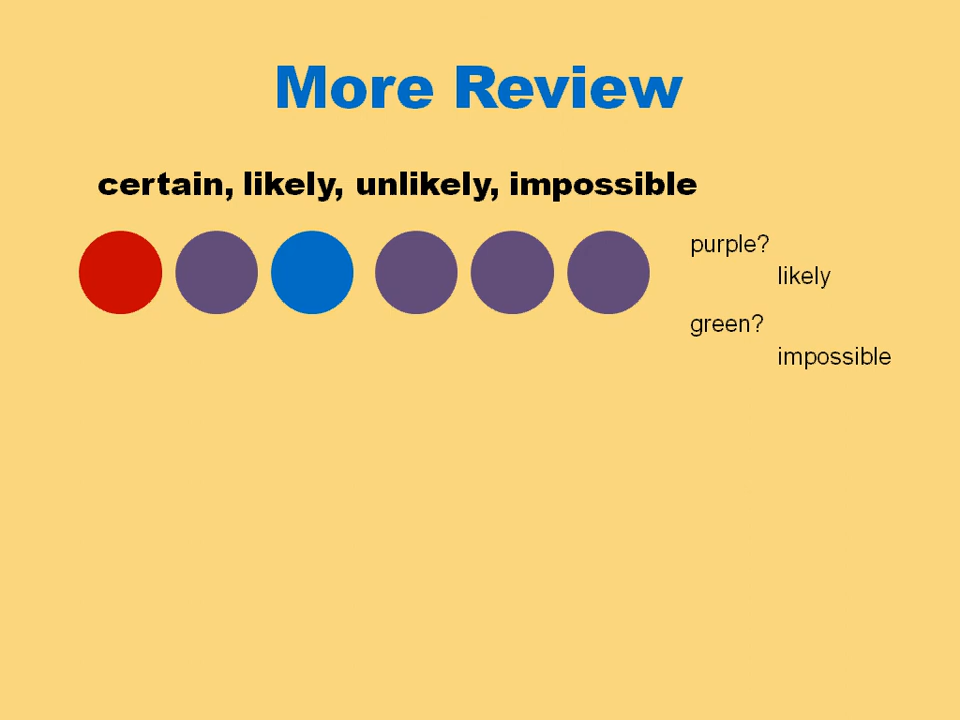 More Review
certain, likely, unlikely, impossible
purple?
likely
green?
impossible